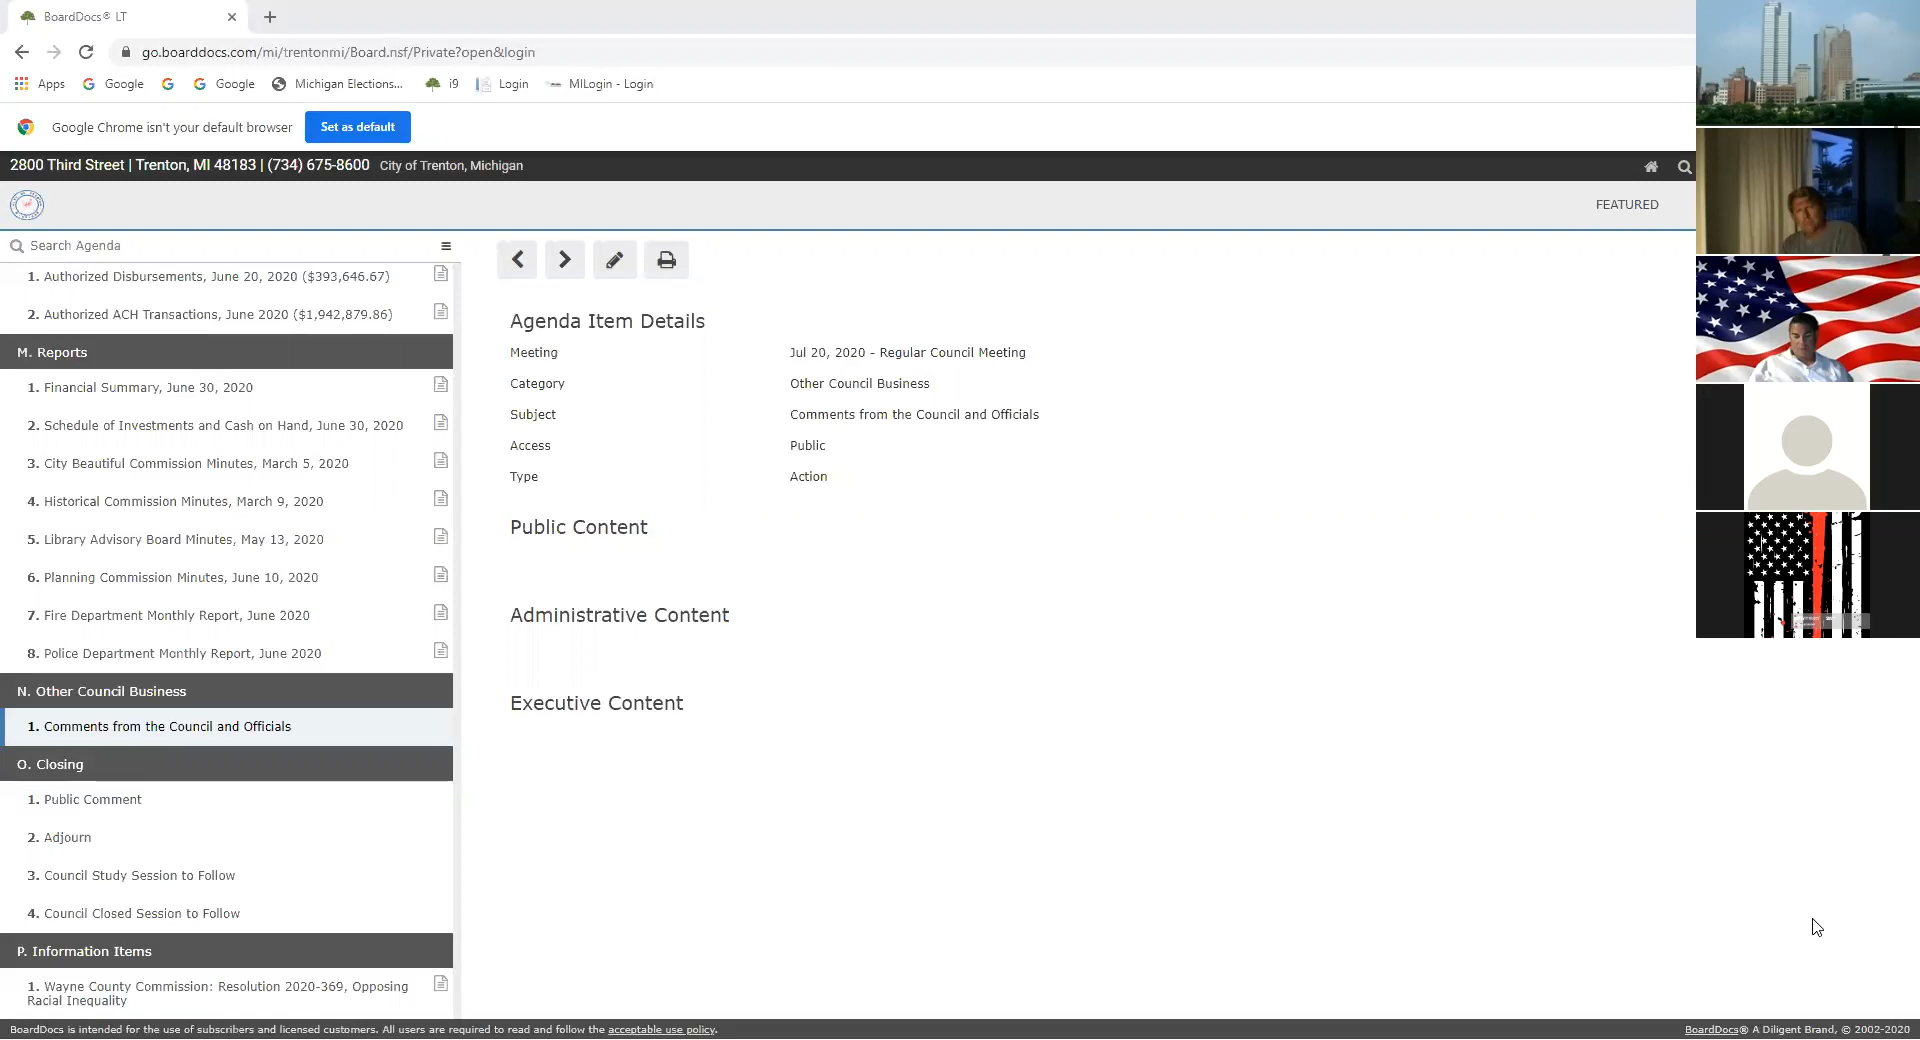 BoardDocs® LT
go.boarddocs.com/mi/trentonmi/Board.nsf/Private?open&login
Apps Google Google Michigan Elections... i9 Login MILogin - Login
Google Chrome isn't your default browser Set as default
2800 Third Street | Trenton, MI 48183 | (734) 675-8600 City of Trenton, Michigan
FEATURED
Search Agenda
1. Authorized Disbursements, June 20, 2020 ($393,646.67)
2. Authorized ACH Transactions, June 2020 ($1,942,879.86)
M. Reports
1. Financial Summary, June 30, 2020
2. Schedule of Investments and Cash on Hand, June 30, 2020
3. City Beautiful Commission Minutes, March 5, 2020
4. Historical Commission Minutes, March 9, 2020
5. Library Advisory Board Minutes, May 13, 2020
6. Planning Commission Minutes, June 10, 2020
7. Fire Department Monthly Report, June 2020
8. Police Department Monthly Report, June 2020
N. Other Council Business
1. Comments from the Council and Officials
O. Closing
1. Public Comment
2. Adjourn
3. Council Study Session to Follow
4. Council Closed Session to Follow
P. Information Items
1. Wayne County Commission: Resolution 2020-369, Opposing
Racial Inequality
Agenda Item Details
Meeting Jul 20, 2020 - Regular Council Meeting
Category Other Council Business
Subject Comments from the Council and Officials
Access Public
Type Action
Public Content
Administrative Content
Executive Content
BoardDocs is intended for the use of subscribers and licensed customers. All users are required to read and follow the acceptable use policy.
BoardDocs® A Diligent Brand, © 2002-2020